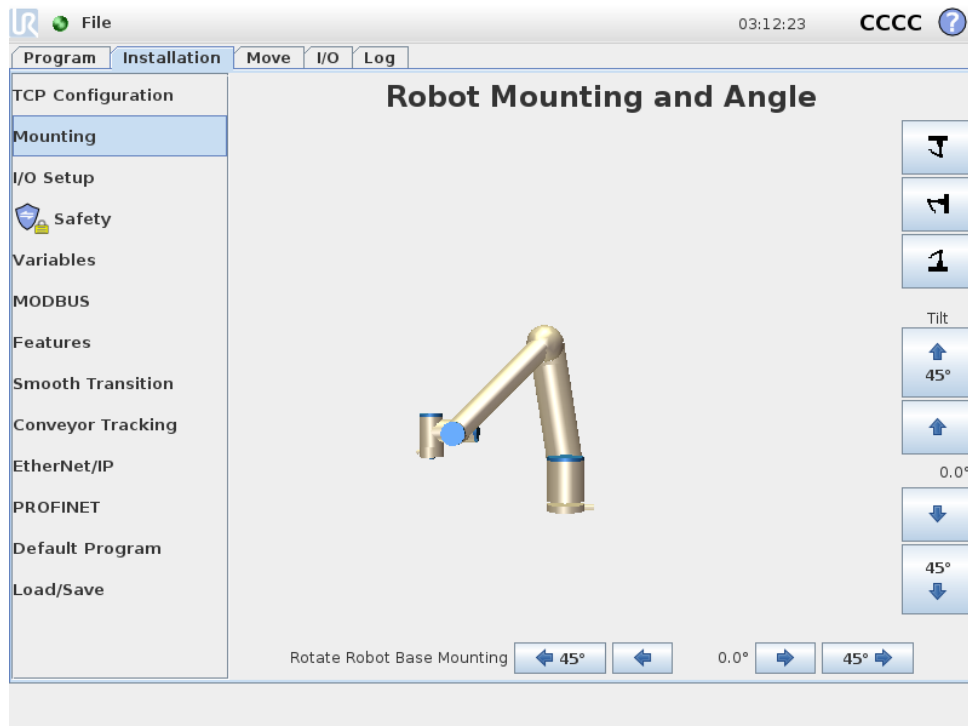 UR File 03:12:23 CCCC ?
Program Installation Move I/O Log
TCP Configuration
Mounting
I/O Setup
Safety
Variables
MODBUS
Features
Smooth Transition
Conveyor Tracking
EtherNet/IP
PROFINET
Default Program
Load/Save
Robot Mounting and Angle
Tilt
45°
0.0°
45°
Rotate Robot Base Mounting 45° 0.0° 45°